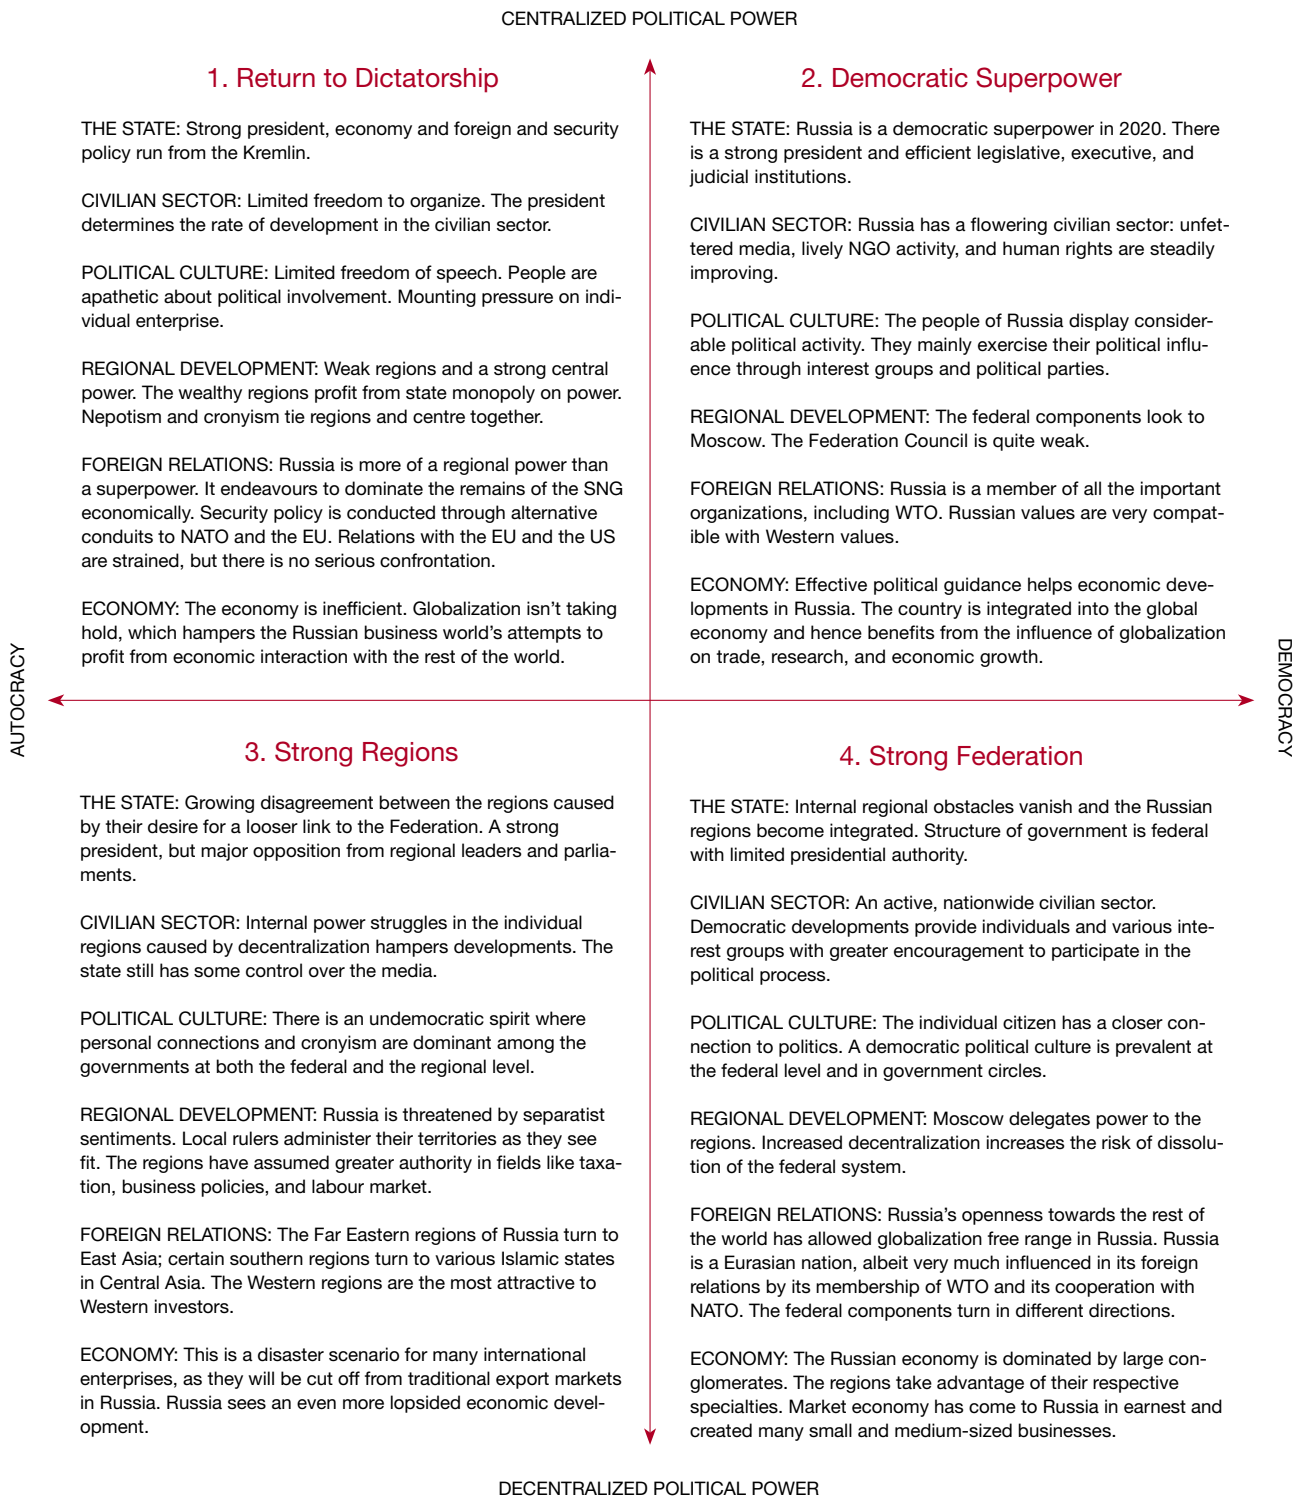 CENTRALIZED POLITICAL POWER
1. Return to Dictatorship
THE STATE: Strong president, economy and foreign and security
policy run from the Kremlin.
CIVILIAN SECTOR: Limited freedom to organize. The president
determines the rate of development in the civilian sector.
POLITICAL CULTURE: Limited freedom of speech. People are
apathetic about political involvement. Mounting pressure on indi-
vidual enterprise.
REGIONAL DEVELOPMENT: Weak regions and a strong central
power. The wealthy regions profit from state monopoly on power.
Nepotism and cronyism tie regions and centre together.
FOREIGN RELATIONS: Russia is more of a regional power than
a superpower. It endeavours to dominate the remains of the SNG
economically. Security policy is conducted through alternative
conduits to NATO and the EU. Relations with the EU and the US
are strained, but there is no serious confrontation.
ECONOMY: The economy is inefficient. Globalization isn’t taking
hold, which hampers the Russian business world’s attempts to
profit from economic interaction with the rest of the world.
2. Democratic Superpower
THE STATE: Russia is a democratic superpower in 2020. There
is a strong president and efficient legislative, executive, and
judicial institutions.
CIVILIAN SECTOR: Russia has a flowering civilian sector: unfet-
tered media, lively NGO activity, and human rights are steadily
improving.
POLITICAL CULTURE: The people of Russia display consider-
able political activity. They mainly exercise their political influ-
ence through interest groups and political parties.
REGIONAL DEVELOPMENT: The federal components look to
Moscow. The Federation Council is quite weak.
FOREIGN RELATIONS: Russia is a member of all the important
organizations, including WTO. Russian values are very compat-
ible with Western values.
ECONOMY: Effective political guidance helps economic deve-
lopments in Russia. The country is integrated into the global
economy and hence benefits from the influence of globalization
on trade, research, and economic growth.
AUTOCRACY
DEMOCRACY
3. Strong Regions
THE STATE: Growing disagreement between the regions caused
by their desire for a looser link to the Federation. A strong
president, but major opposition from regional leaders and parlia-
ments.
CIVILIAN SECTOR: Internal power struggles in the individual
regions caused by decentralization hampers developments. The
state still has some control over the media.
POLITICAL CULTURE: There is an undemocratic spirit where
personal connections and cronyism are dominant among the
governments at both the federal and the regional level.
REGIONAL DEVELOPMENT: Russia is threatened by separatist
sentiments. Local rulers administer their territories as they see
fit. The regions have assumed greater authority in fields like taxa-
tion, business policies, and labour market.
FOREIGN RELATIONS: The Far Eastern regions of Russia turn to
East Asia; certain southern regions turn to various Islamic states
in Central Asia. The Western regions are the most attractive to
Western investors.
ECONOMY: This is a disaster scenario for many international
enterprises, as they will be cut off from traditional export markets
in Russia. Russia sees an even more lopsided economic devel-
opment.
4. Strong Federation
THE STATE: Internal regional obstacles vanish and the Russian
regions become integrated. Structure of government is federal
with limited presidential authority.
CIVILIAN SECTOR: An active, nationwide civilian sector.
Democratic developments provide individuals and various inte-
rest groups with greater encouragement to participate in the
political process.
POLITICAL CULTURE: The individual citizen has a closer con-
nection to politics. A democratic political culture is prevalent at
the federal level and in government circles.
REGIONAL DEVELOPMENT: Moscow delegates power to the
regions. Increased decentralization increases the risk of dissolu-
tion of the federal system.
FOREIGN RELATIONS: Russia’s openness towards the rest of
the world has allowed globalization free range in Russia. Russia
is a Eurasian nation, albeit very much influenced in its foreign
relations by its membership of WTO and its cooperation with
NATO. The federal components turn in different directions.
ECONOMY: The Russian economy is dominated by large con-
glomerates. The regions take advantage of their respective
specialties. Market economy has come to Russia in earnest and
created many small and medium-sized businesses.
DECENTRALIZED POLITICAL POWER